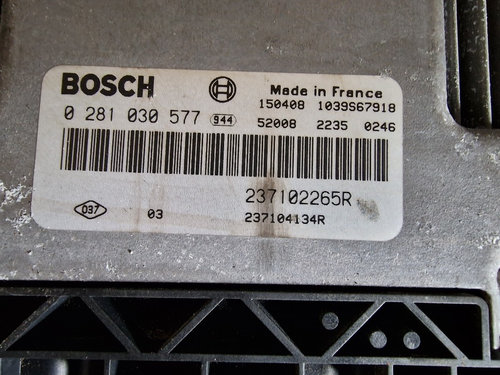 BOSCH Made in France
150408 1039S67918
0 281 030 577 944 52008 2235 0246
237102265R
037 03 237104134R